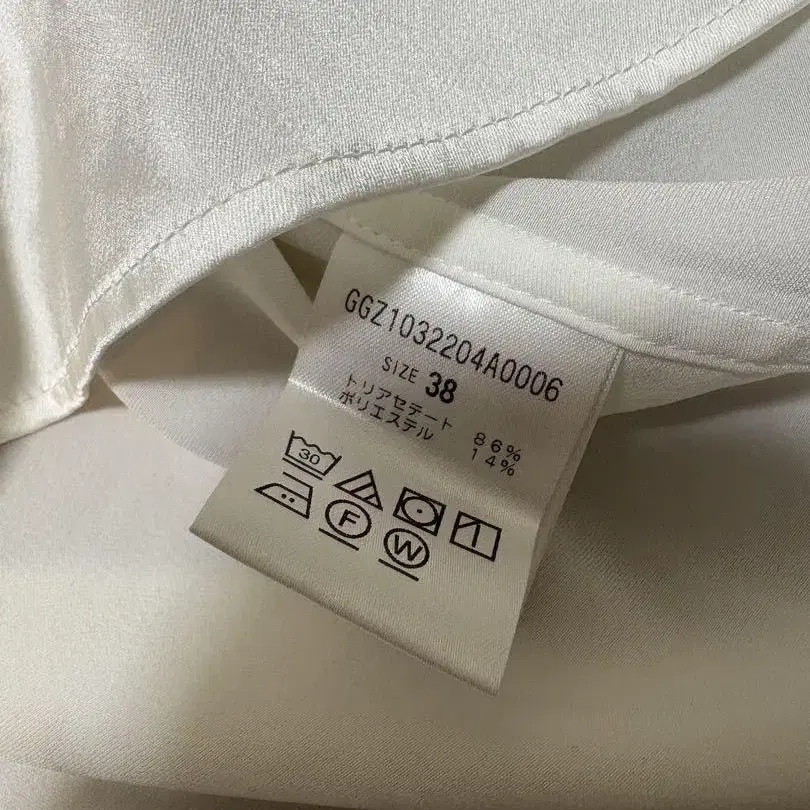 GGZ1032204A0006
SIZE 38
トリアセテート 86%
ポリエステル 14%
30
F
W